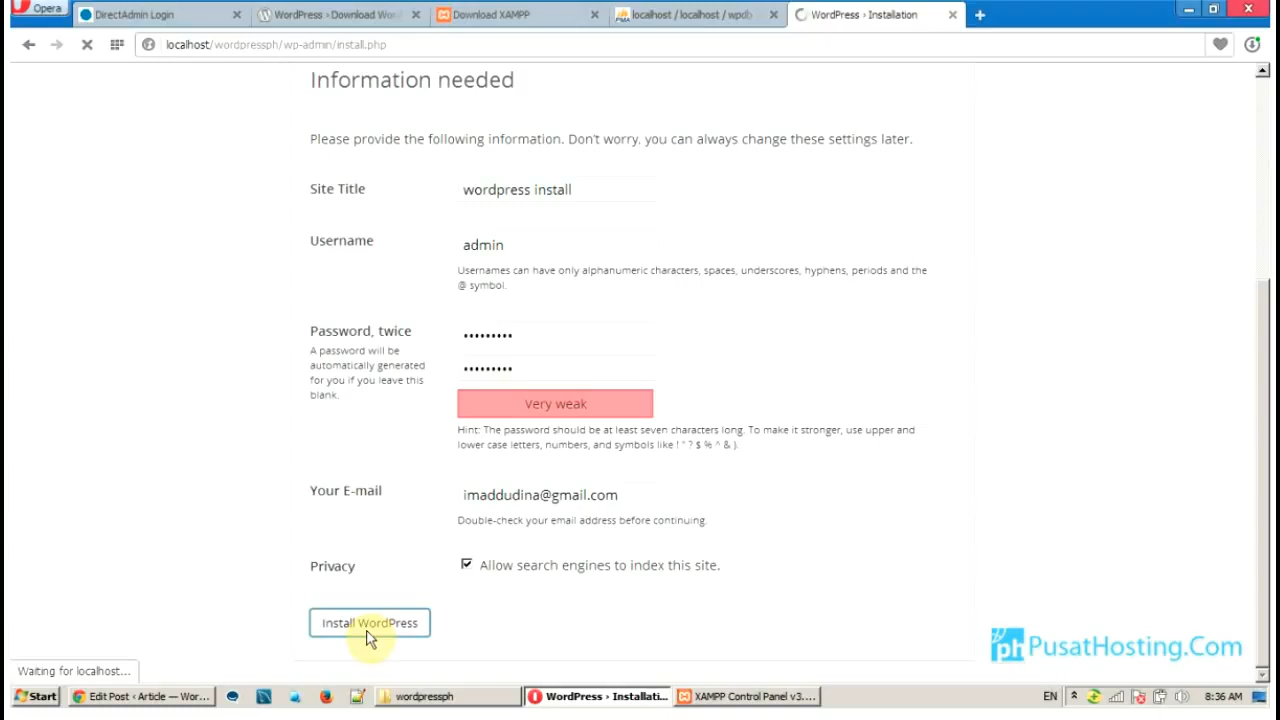 Opera
DirectAdmin Login
WordPress › Download Wor
Download XAMPP
localhost / localhost / wpdb
WordPress › Installation
localhost/wordpressph/wp-admin/install.php
Information needed
Please provide the following information. Don't worry, you can always change these settings later.
Site Title
wordpress install
Username
admin
Usernames can have only alphanumeric characters, spaces, underscores, hyphens, periods and the
@ symbol.
Password, twice
A password will be
automatically generated
for you if you leave this
blank.
•••••••••
•••••••••
Very weak
Hint: The password should be at least seven characters long. To make it stronger, use upper and
lower case letters, numbers, and symbols like ! " ? $ % ^ & ).
Your E-mail
imaddudina@gmail.com
Double-check your email address before continuing.
Privacy
Allow search engines to index this site.
Install WordPress
ph PusatHosting.Com
Waiting for localhost...
Start
Edit Post ‹ Article — Wor...
wordpressph
WordPress › Installati...
XAMPP Control Panel v3....
EN
8:36 AM